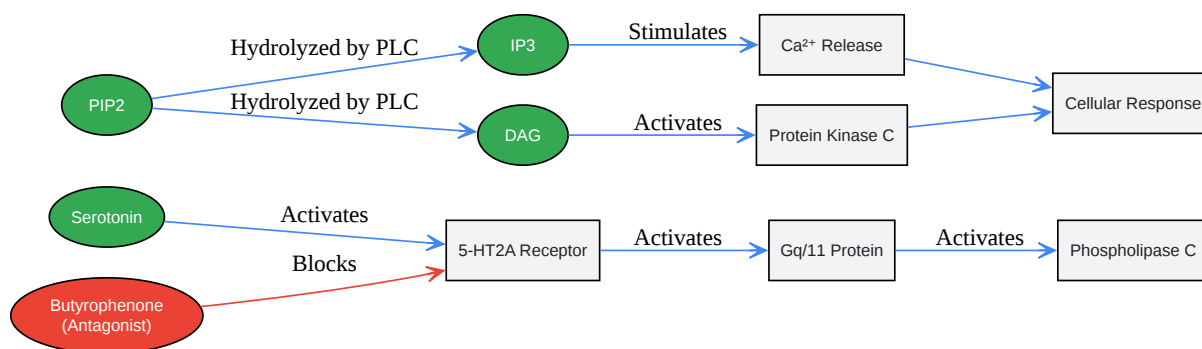 Hydrolyzed by PLC
IP3
Stimulates
Ca²⁺ Release
PIP2
Hydrolyzed by PLC
DAG
Activates
Protein Kinase C
Cellular Response
Serotonin
Activates
5-HT2A Receptor
Activates
Gq/11 Protein
Activates
Phospholipase C
Blocks
Butyrophenone
(Antagonist)